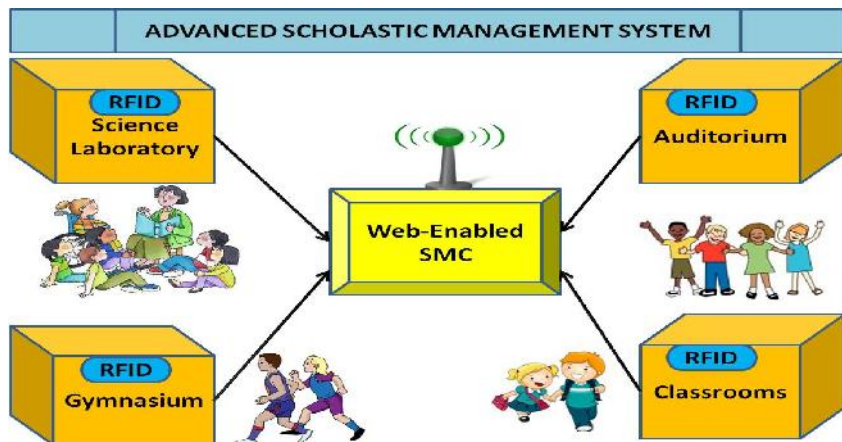 ADVANCED SCHOLASTIC MANAGEMENT SYSTEM
RFID
Science
Laboratory
RFID
Auditorium
Web-Enabled
SMC
RFID
Gymnasium
RFID
Classrooms